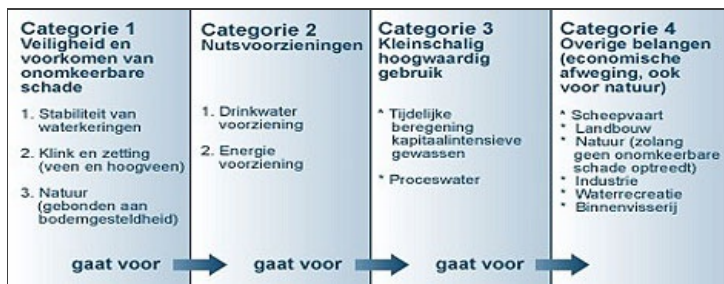 Categorie 1
Veiligheid en
voorkomen van
onomkeerbare
schade
1. Stabiliteit van
waterkeringen
2. Klink en zetting
(veen en hoogveen)
3. Natuur
(gebonden aan
bodemgesteldheid)
gaat voor
Categorie 2
Nutsvoorzieningen
1. Drinkwater
voorziening
2. Energie
voorziening
gaat voor
Categorie 3
Kleinschalig
hoogwaardig
gebruik
* Tijdelijke
beregening
kapitaalintensieve
gewassen
* Proceswater
gaat voor
Categorie 4
Overige belangen
(economische
afweging, ook
voor natuur)
* Scheepvaart
* Landbouw
* Natuur (zolang
geen onomkeerbare
schade optreedt)
* Industrie
* Waterrecreatie
* Binnenvisserij